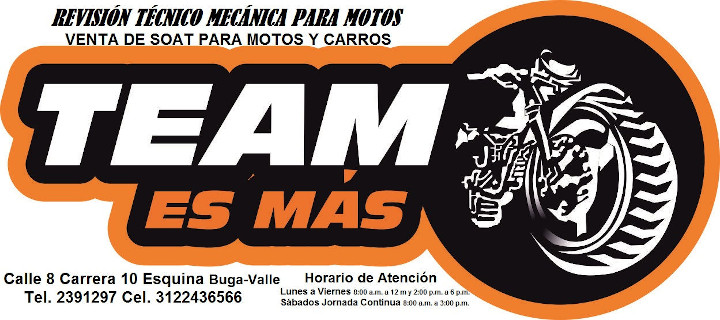 REVISIÓN TÉCNICO MECÁNICA PARA MOTOS
VENTA DE SOAT PARA MOTOS Y CARROS
TEAM
ES MÁS
Calle 8 Carrera 10 Esquina Buga-Valle
Tel. 2391297 Cel. 3122436566
Horario de Atención
Lunes a Viernes 8:00 a.m. a 12 m y 2:00 p.m. a 6 p.m.
Sàbados Jornada Continua 8:00 a.m. a 3:00 p.m.